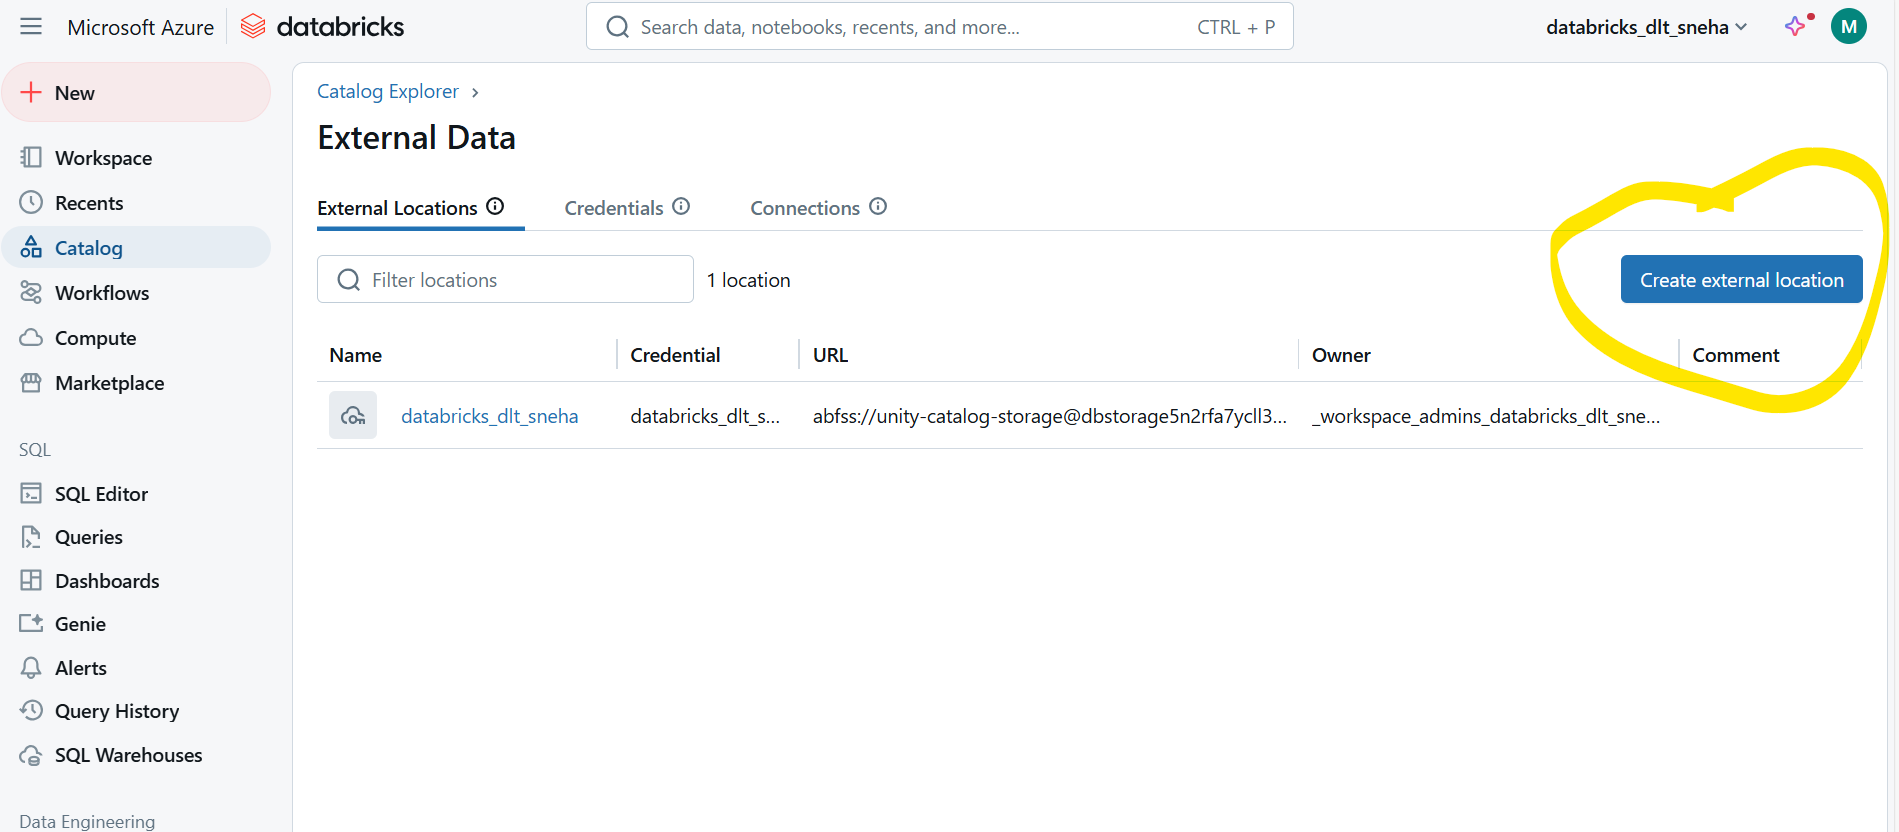 Microsoft Azure databricks Search data, notebooks, recents, and more... CTRL + P databricks_dlt_sneha M
New
Workspace
Recents
Catalog
Workflows
Compute
Marketplace
SQL
SQL Editor
Queries
Dashboards
Genie
Alerts
Query History
SQL Warehouses
Data Engineering
Catalog Explorer ›
External Data
External Locations Credentials Connections
Filter locations 1 location Create external location
Name Credential URL Owner Comment
databricks_dlt_sneha databricks_dlt_s... abfss://unity-catalog-storage@dbstorage5n2rfa7ycll3... _workspace_admins_databricks_dlt_sne...